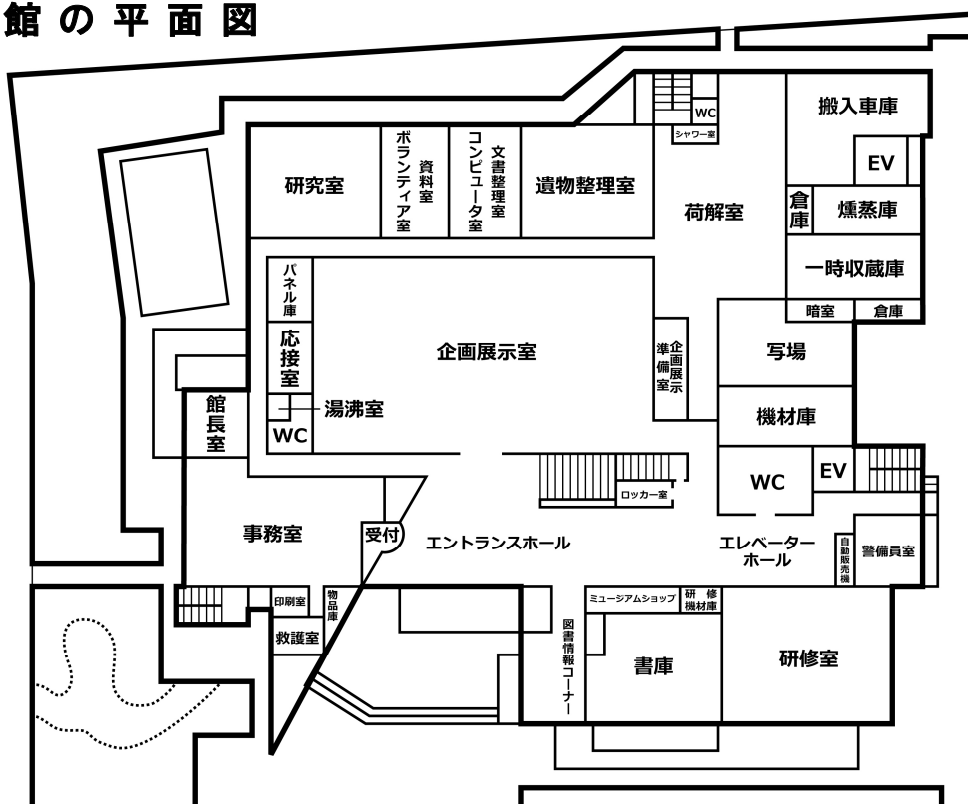 館の平面図
WC
シャワー室
搬入車庫
EV
研究室
ボランティア室
資料室
コンピュータ室
文書整理室
遺物整理室
荷解室
倉庫
燻蒸庫
一時収蔵庫
暗室
倉庫
パネル庫
応接室
湯沸室
WC
企画展示室
企画展示
準備室
写場
機材庫
館長室
WC
EV
ロッカー室
事務室
受付
エントランスホール
エレベーター
ホール
自動販売機
警備員室
印刷室
物品庫
救護室
ミュージアムショップ
研修
機材庫
図書情報コーナー
書庫
研修室